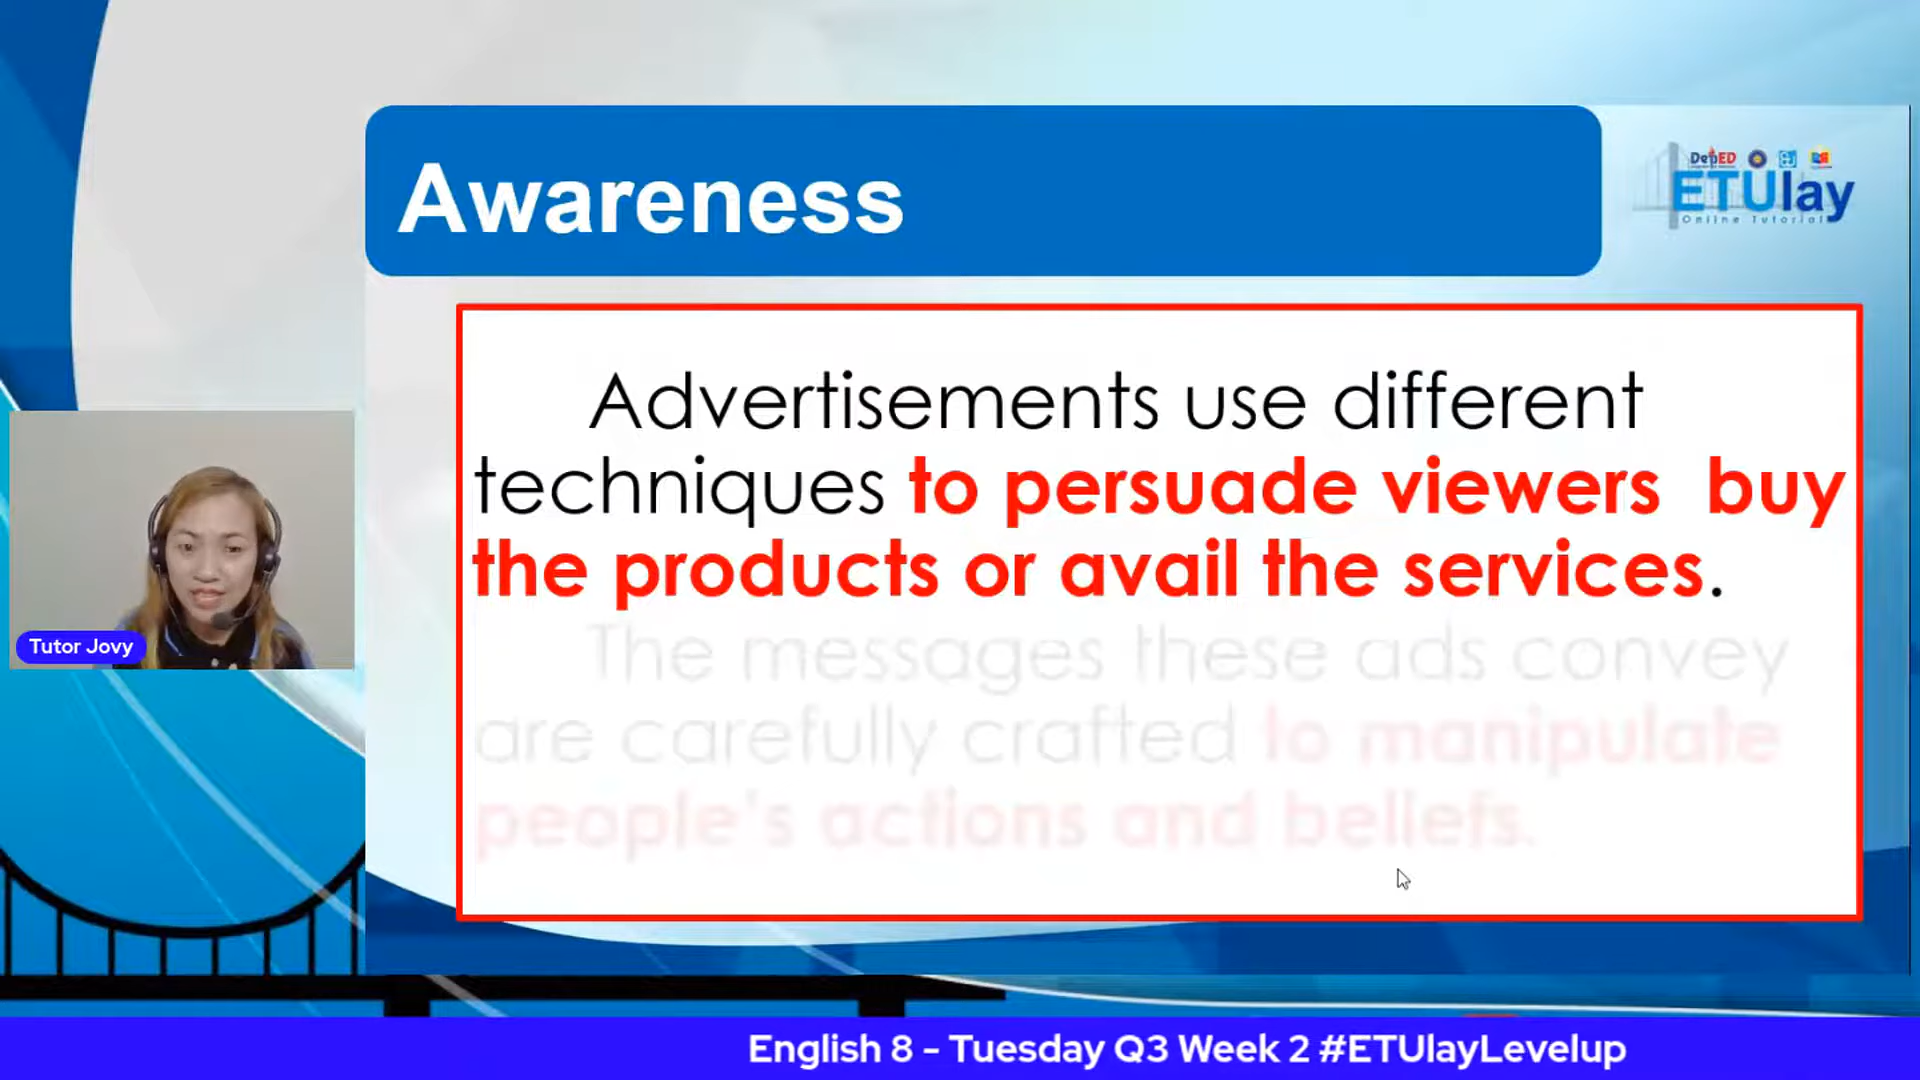 Awareness
DepED
ETUlay
Online Tutorial
Advertisements use different
techniques to persuade viewers buy
the products or avail the services.
The messages these ads convey
are carefully crafted to manipulate
people's actions and beliefs.
Tutor Jovy
English 8 - Tuesday Q3 Week 2 #ETUlayLevelup